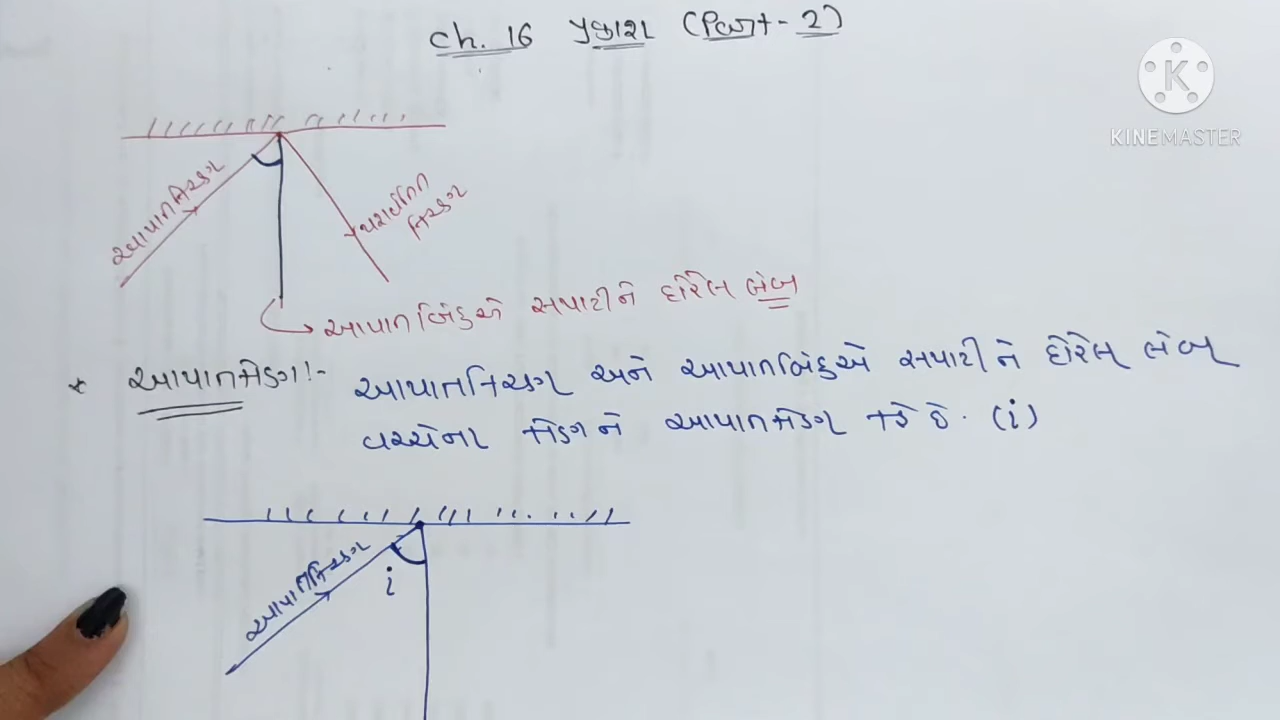 Ch. 16 પ્રકાશ (Part - 2)
KINEMASTER
આપાતકિરણ
પરાવર્તિત
કિરણ
આપાતબિંદુએ સપાટીને દોરેલ લંબ
* આપાતકોણ :- આપાતકિરણ અને આપાતબિંદુએ સપાટીને દોરેલ લંબ
વચ્ચેના કોણને આપાતકોણ કહે છે. (i)
આપાતકિરણ
i